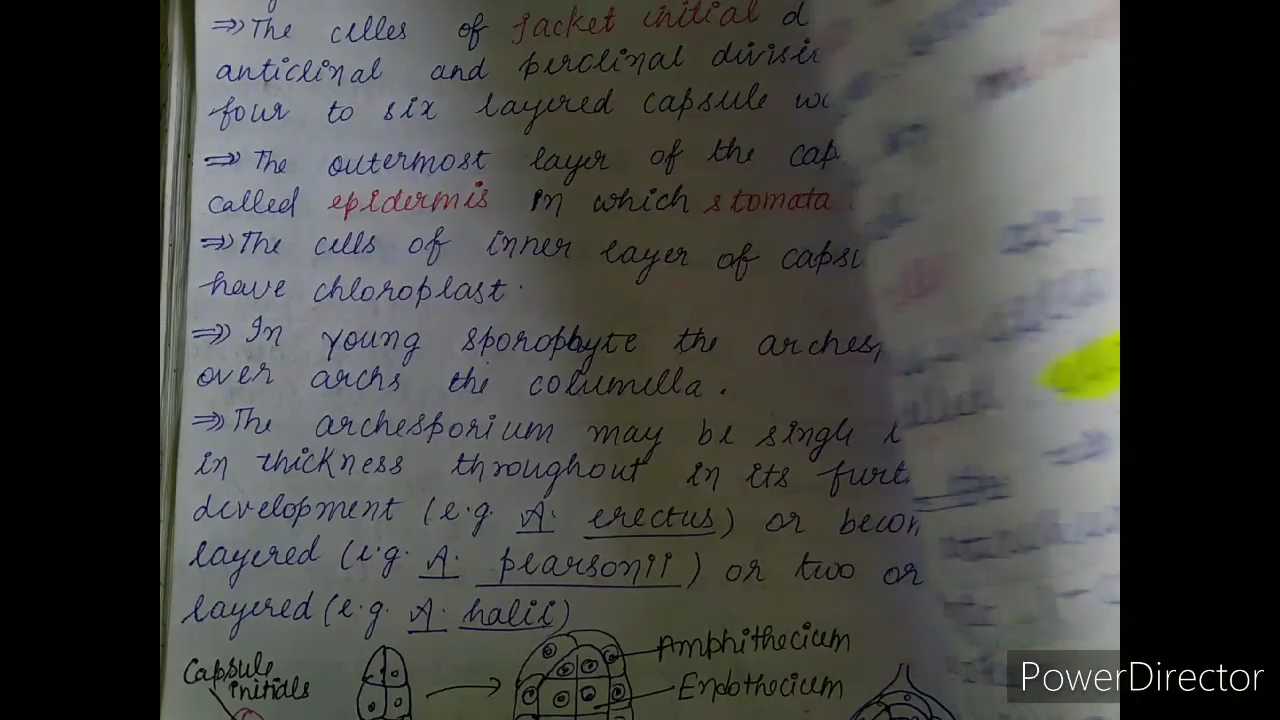 ⇒ The cilles of Jacket initial
anticlinal and periclinal
four to six layered capsule
⇒ The outermost layer of the
called epidermis in which stomata
⇒ The cells of inner layer of
have chloroplast.
⇒ In young sporophyte the
over archs the columella.
⇒ The archesporium may be single
in thickness throughout in its
development (e.g. A. erectus) or
layered (e.g. A. pearsonii) or two or
layered (e.g. A. halii)
Capsule
initials
Amphithecium
Endothecium
PowerDirector